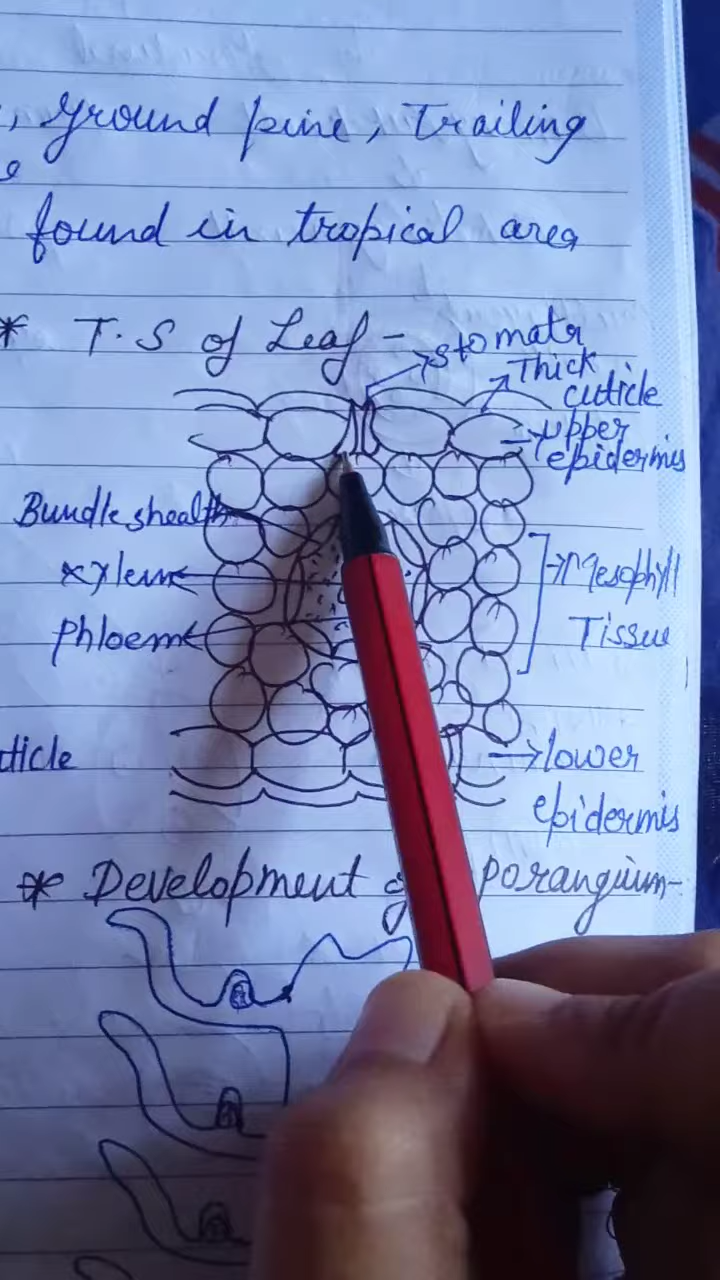 , Ground pine, Trailing
found in tropical area
* T.S of Leaf -
stomata
Thick
cuticle
upper
epidermis
Bundle sheath
xylem
Phloem
Mesophyll
Tissue
ticle
lower
epidermis
* Development porangium-